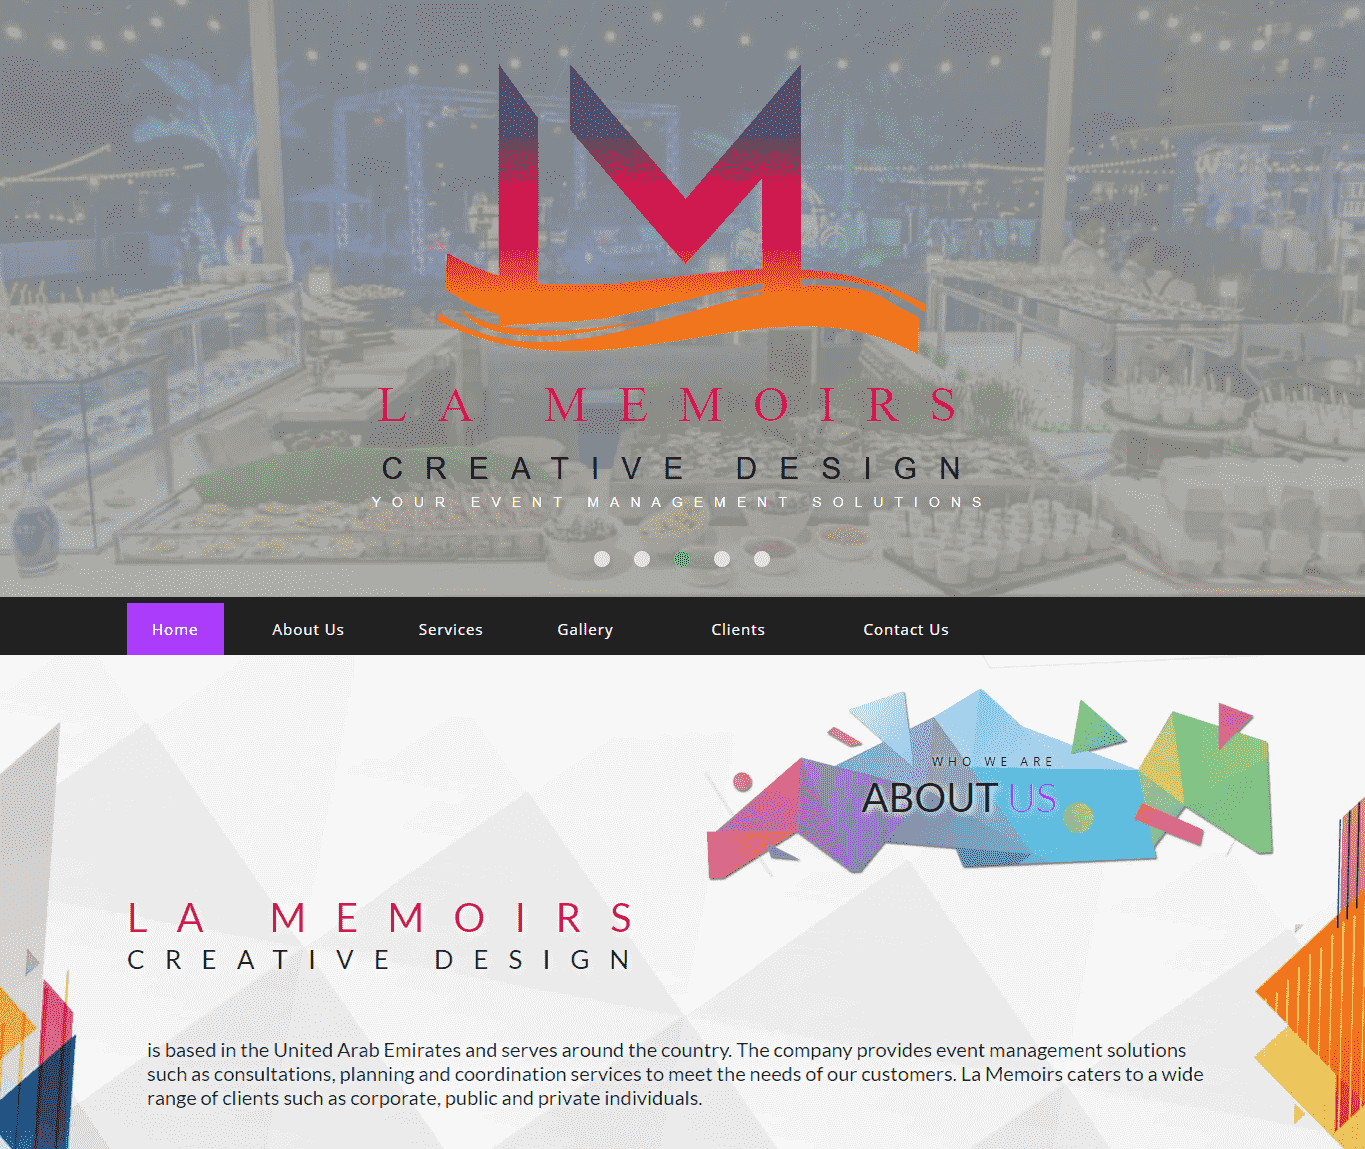 LA MEMOIRS
CREATIVE DESIGN
YOUR EVENT MANAGEMENT SOLUTIONS
Home About Us Services Gallery Clients Contact Us
WHO WE ARE
ABOUT US
LA MEMOIRS
CREATIVE DESIGN
is based in the United Arab Emirates and serves around the country. The company provides event management solutions
such as consultations, planning and coordination services to meet the needs of our customers. La Memoirs caters to a wide
range of clients such as corporate, public and private individuals.